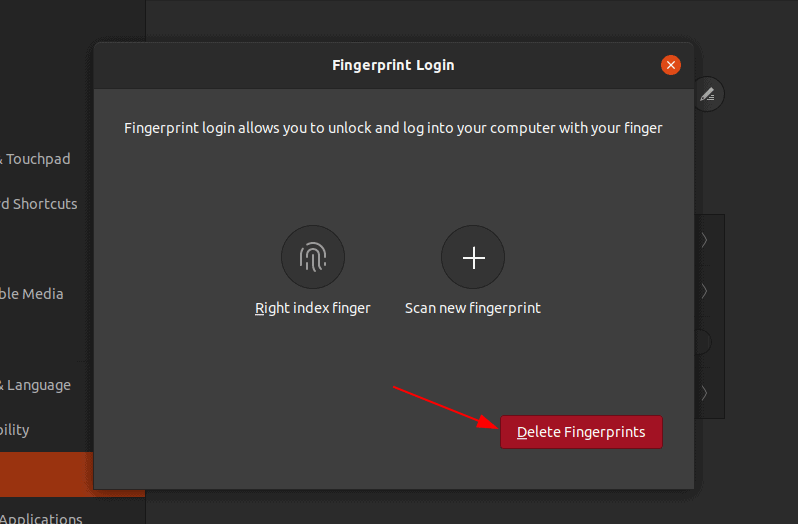 Fingerprint Login
Fingerprint login allows you to unlock and log into your computer with your finger
& Touchpad
rd Shortcuts
ble Media
& Language
bility
Applications
Right index finger
Scan new fingerprint
Delete Fingerprints